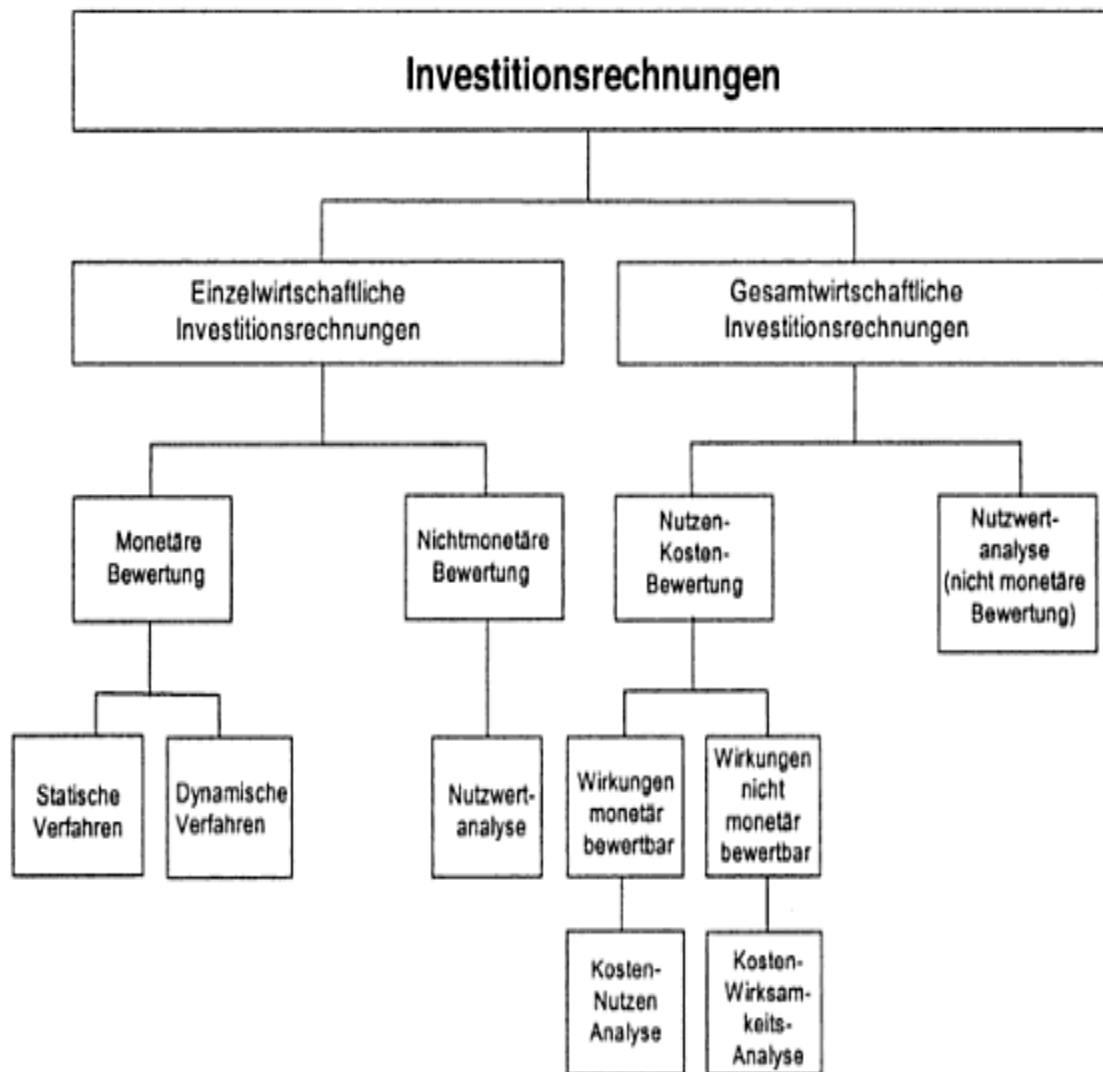 Investitionsrechnungen
Einzelwirtschaftliche
Investitionsrechnungen
Gesamtwirtschaftliche
Investitionsrechnungen
Monetäre
Bewertung
Nichtmonetäre
Bewertung
Nutzen-
Kosten-
Bewertung
Nutzwert-
analyse
(nicht monetäre
Bewertung)
Statische
Verfahren
Dynamische
Verfahren
Nutzwert-
analyse
Wirkungen
monetär
bewertbar
Wirkungen
nicht
monetär
bewertbar
Kosten-
Nutzen
Analyse
Kosten-
Wirksam-
keits-
Analyse